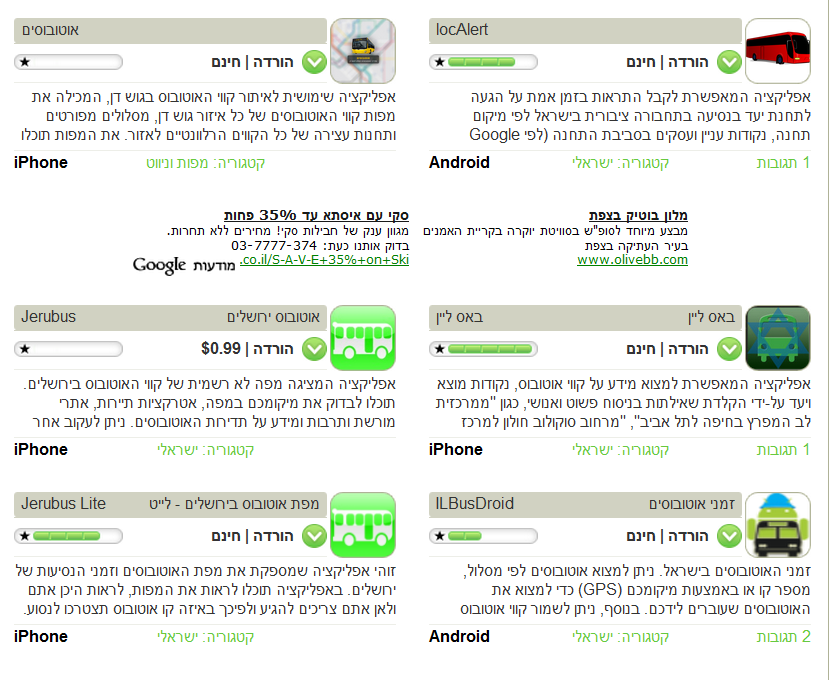 locAlert
הורדה | חינם
אפליקציה המאפשרת לקבל התראות בזמן אמת על הגעה
לתחנת יעד בנסיעה בתחבורה ציבורית בישראל לפי מיקום
תחנה, נקודות עניין ועסקים בסביבת התחנה (לפי Google
1 תגובות קטגוריה: ישראלי Android
אוטובוסים
הורדה | חינם
אפליקציה שימושית לאיתור קווי האוטובוס בגוש דן, המכילה את
מפות קווי האוטובוסים של כל איזור גוש דן, מסלולים מפורטים
ותחנות עצירה של כל הקווים הרלוונטיים לאזור. את המפות תוכלו
קטגוריה: מפות וניווט iPhone
מלון בוטיק בצפת
מבצע מיוחד לסופ"ש בסוויטת יוקרה בקריית האמנים
בעיר העתיקה בצפת
www.olivebb.com
סקי עם איסתא עד 35% פחות
מגוון ענק של חבילות סקי! מחירים ללא תחרות.
בדוק אותנו כעת: 03-7777-374
.co.il/S-A-V-E+35%+on+Ski
מודעות Google
באס ליין באס ליין
הורדה | חינם
אפליקציה המאפשרת למצוא מידע על קווי אוטובוס, נקודות מוצא
ויעד על-ידי הקלדת שאילתות בניסוח פשוט ואנושי, כגון "ממרכזית
לב המפרץ בחיפה לתל אביב", "מרחוב סוקולוב חולון למרכז
1 תגובות קטגוריה: ישראלי iPhone
אוטובוס ירושלים Jerubus
הורדה | $0.99
אפליקציה המציגה מפה לא רשמית של קווי האוטובוס בירושלים.
תוכלו לבדוק את מיקומכם במפה, אטרקציות תיירות, אתרי
מורשת ותרבות ומידע על תדירות האוטובוסים. ניתן לעקוב אחר
קטגוריה: ישראלי iPhone
זמני אוטובוסים ILBusDroid
הורדה | חינם
זמני האוטובוסים בישראל. ניתן למצוא אוטובוסים לפי מסלול,
מספר קו או באמצעות מיקומכם (GPS) כדי למצוא את
האוטובוסים שעוברים לידכם. בנוסף, ניתן לשמור קווי אוטובוס
2 תגובות קטגוריה: ישראלי Android
מפת אוטובוס בירושלים - לייט Jerubus Lite
הורדה | חינם
זוהי אפליקציה שמספקת את מפת האוטובוסים וזמני הנסיעות של
ירושלים. באפליקציה תוכלו לראות את המפות, לראות היכן אתם
ולאן אתם צריכים להגיע ולפיכך באיזה קו אוטובוס תצטרכו לנסוע.
קטגוריה: ישראלי iPhone